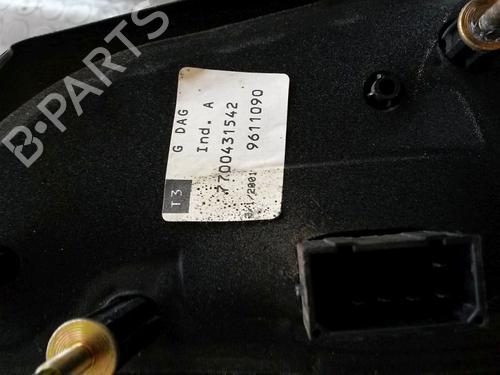 B-PARTS
G DAG
Ind. A
7700431542
9611090
T3
/2001